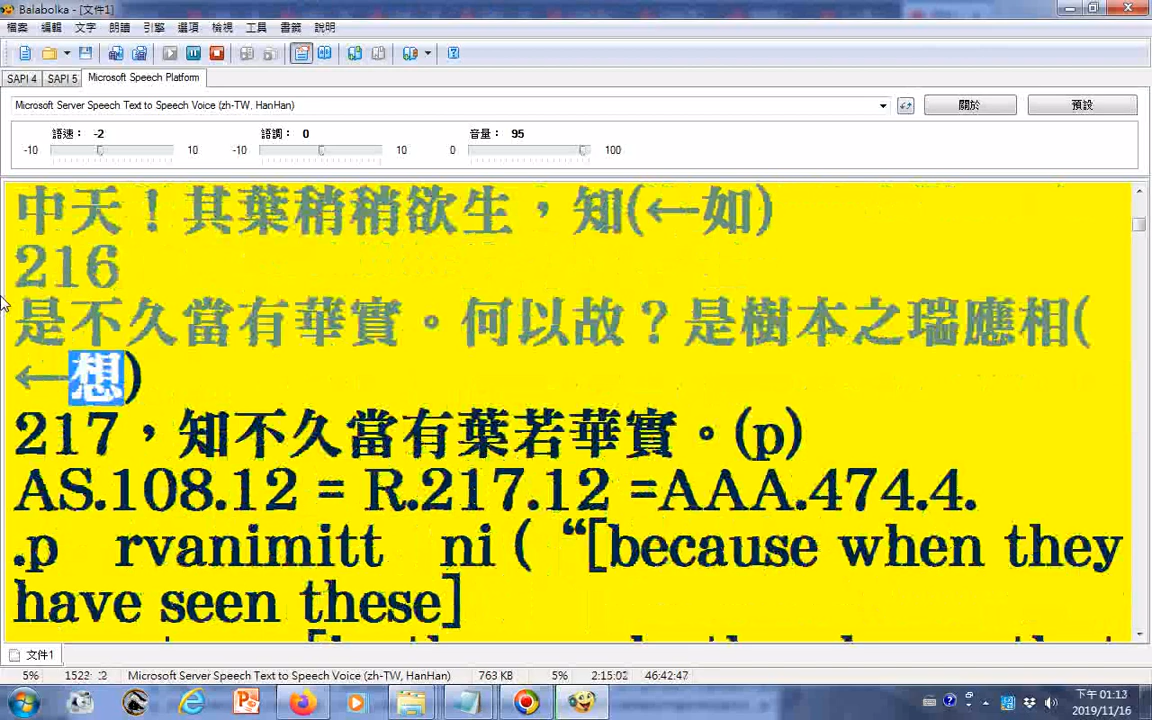 Balabolka - [文件1]
檔案 編輯 文字 朗讀 引擎 選項 檢視 工具 書籤 說明
SAPI 4 SAPI 5 Microsoft Speech Platform
Microsoft Server Speech Text to Speech Voice (zh-TW, HanHan) 關於 預設
語速： -2 語調： 0 音量： 95
-10 10 -10 10 0 100
中天！其葉稍稍欲生，知(←如)
216
是不久當有華實。何以故？是樹本之瑞應相(
←想)
217，知不久當有葉若華實。(p)
AS.108.12 = R.217.12 =AAA.474.4.
.p rvanimitt ni ( “[because when they
have seen these]
文件1
5% 1522: Microsoft Server Speech Text to Speech Voice (zh-TW, HanHan) 763 KB 5% 2:15:02 46:42:47
下午 01:13
2019/11/16